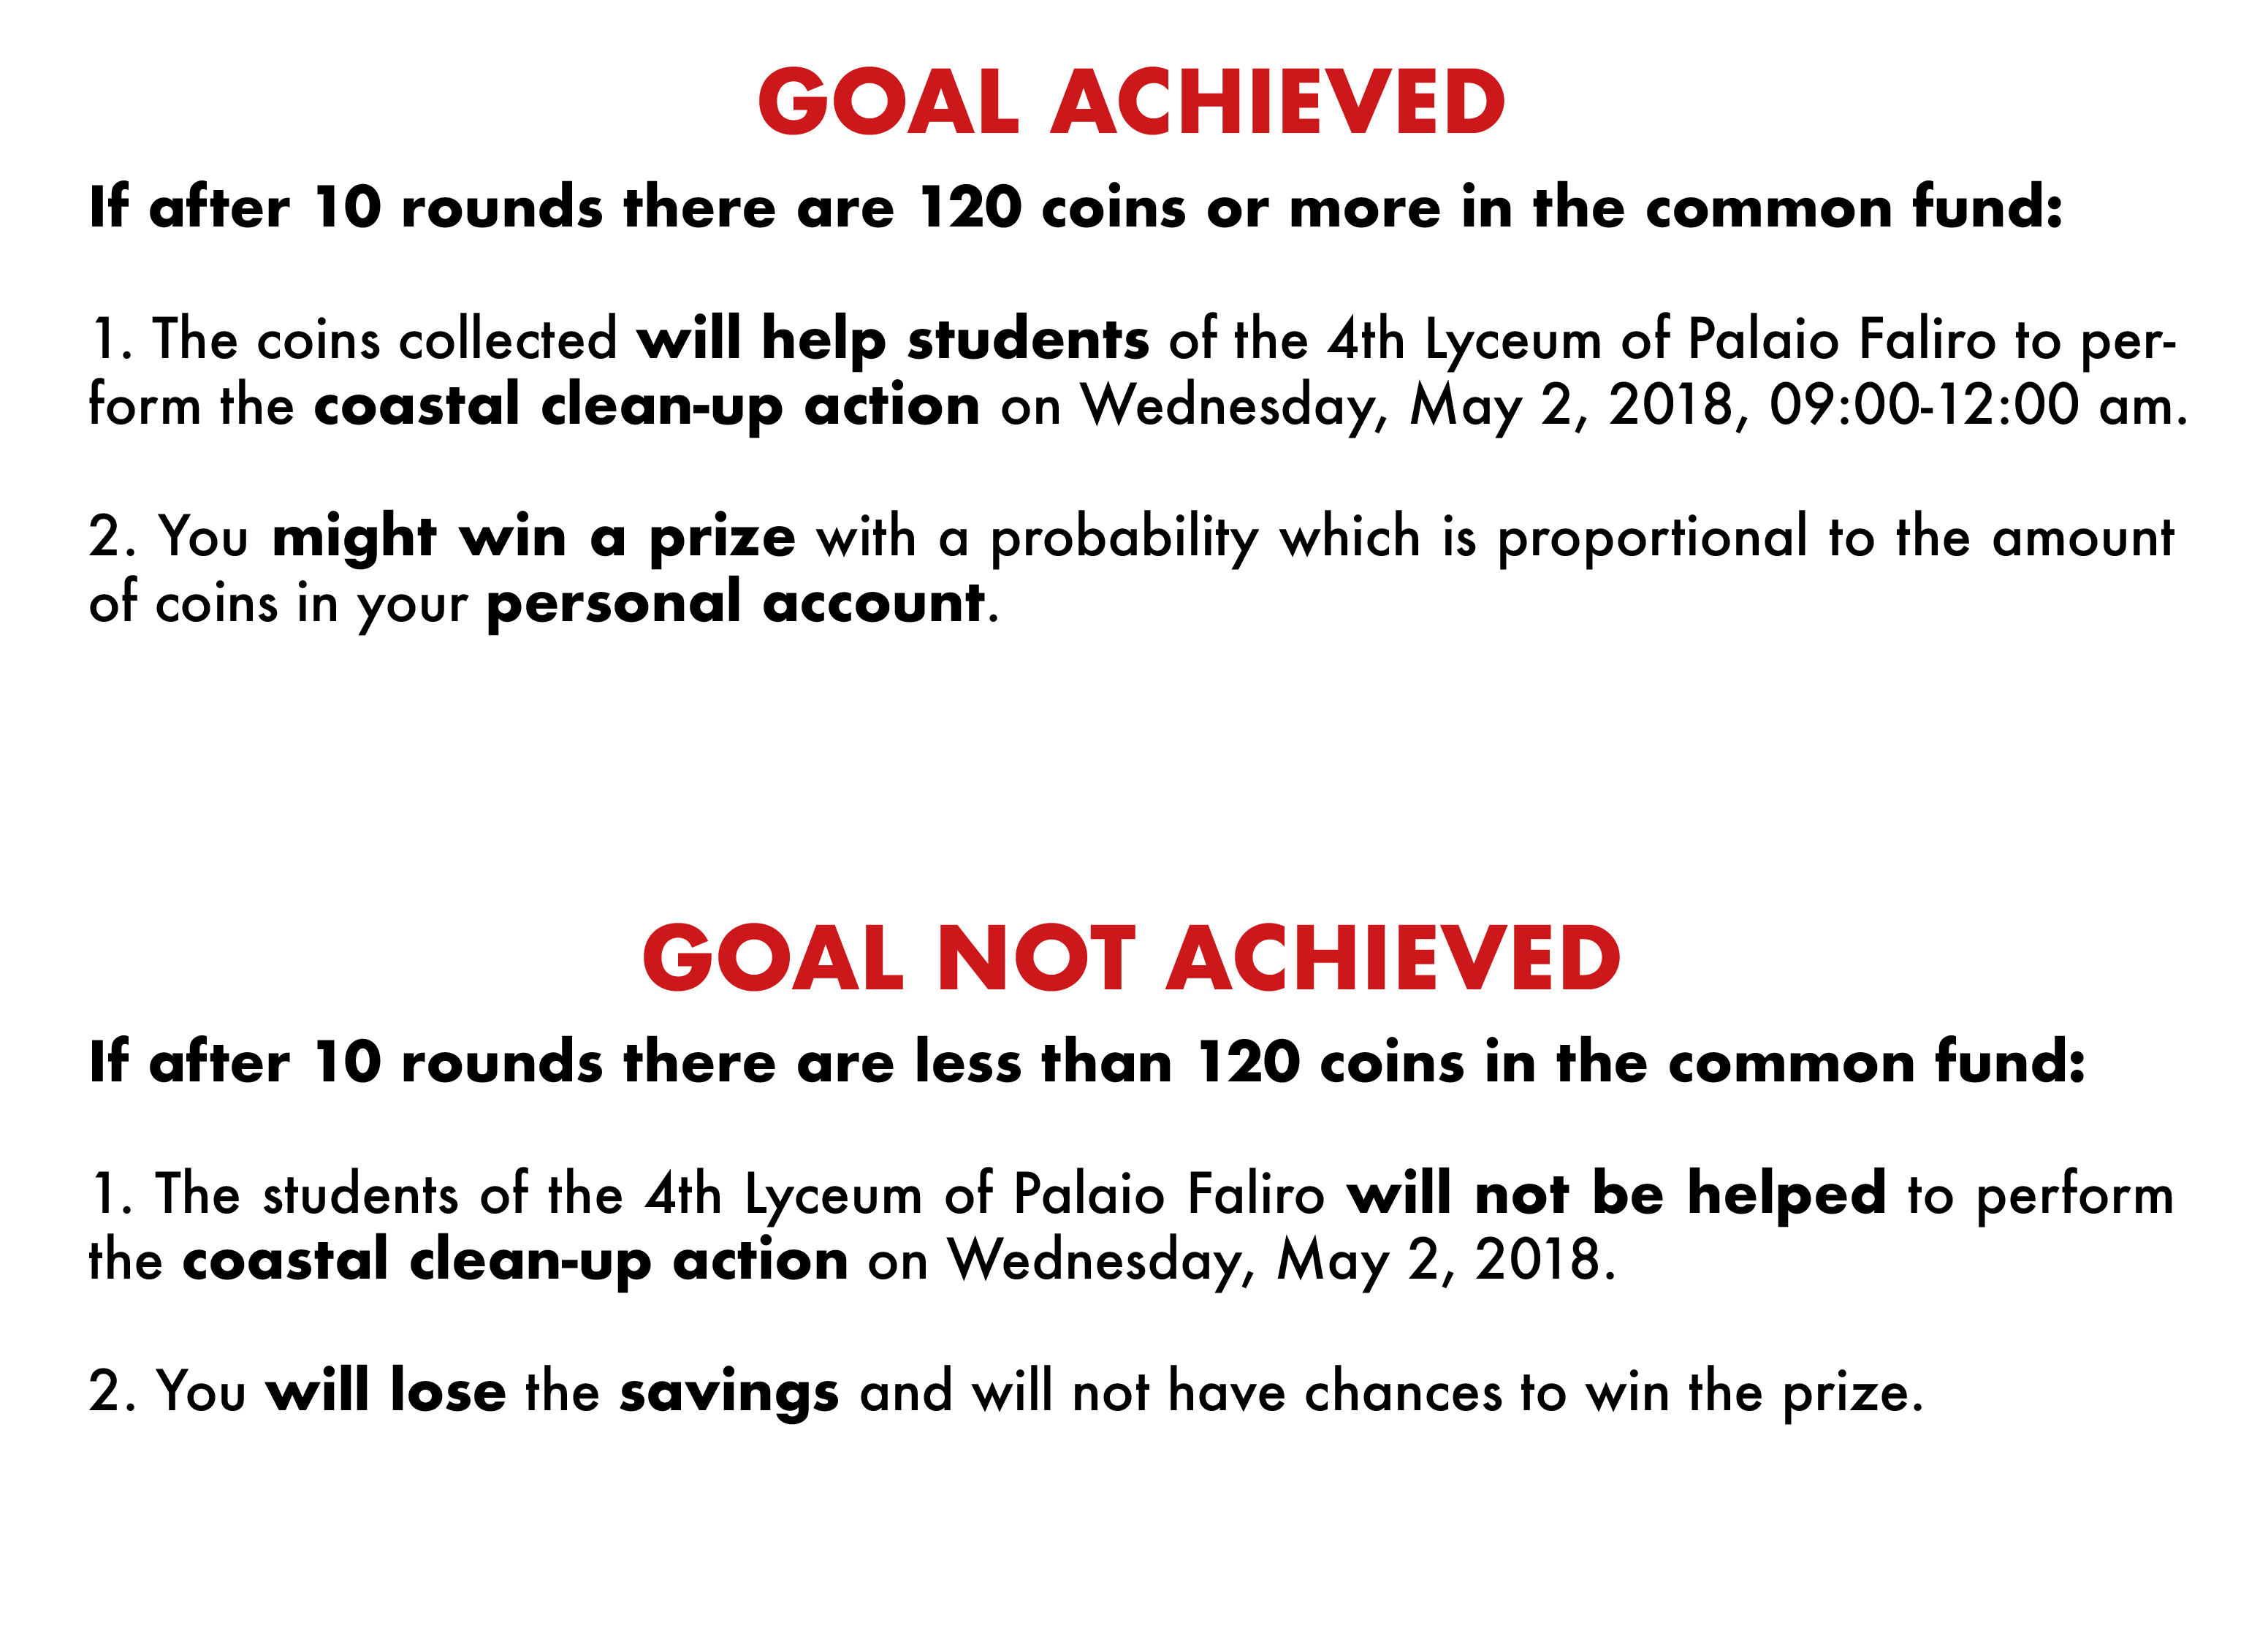 GOAL ACHIEVED
If after 10 rounds there are 120 coins or more in the common fund:
1. The coins collected will help students of the 4th Lyceum of Palaio Faliro to per-
form the coastal clean-up action on Wednesday, May 2, 2018, 09:00-12:00 am.
2. You might win a prize with a probability which is proportional to the amount
of coins in your personal account.
GOAL NOT ACHIEVED
If after 10 rounds there are less than 120 coins in the common fund:
1. The students of the 4th Lyceum of Palaio Faliro will not be helped to perform
the coastal clean-up action on Wednesday, May 2, 2018.
2. You will lose the savings and will not have chances to win the prize.